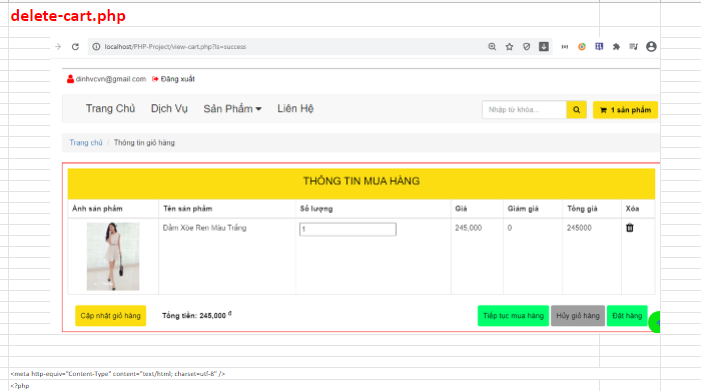 delete-cart.php
localhost/PHP-Project/view-cart.php?ls=success
dinhvcvn@gmail.com Đăng xuất
Trang Chủ Dịch Vụ Sản Phẩm Liên Hệ
Nhập từ khóa... 1 sản phẩm
Trang chủ / Thông tin giỏ hàng
THÔNG TIN MUA HÀNG
Ảnh sản phẩm Tên sản phẩm Số lượng Giá Giảm giá Tổng giá Xóa
Đầm Xòe Ren Màu Trắng 1 245,000 0 245000
Cập nhật giỏ hàng Tổng tiền: 245,000 đ Tiếp tục mua hàng Hủy giỏ hàng Đặt hàng
<meta http-equiv="Content-Type" content="text/html; charset=utf-8" />
<?php